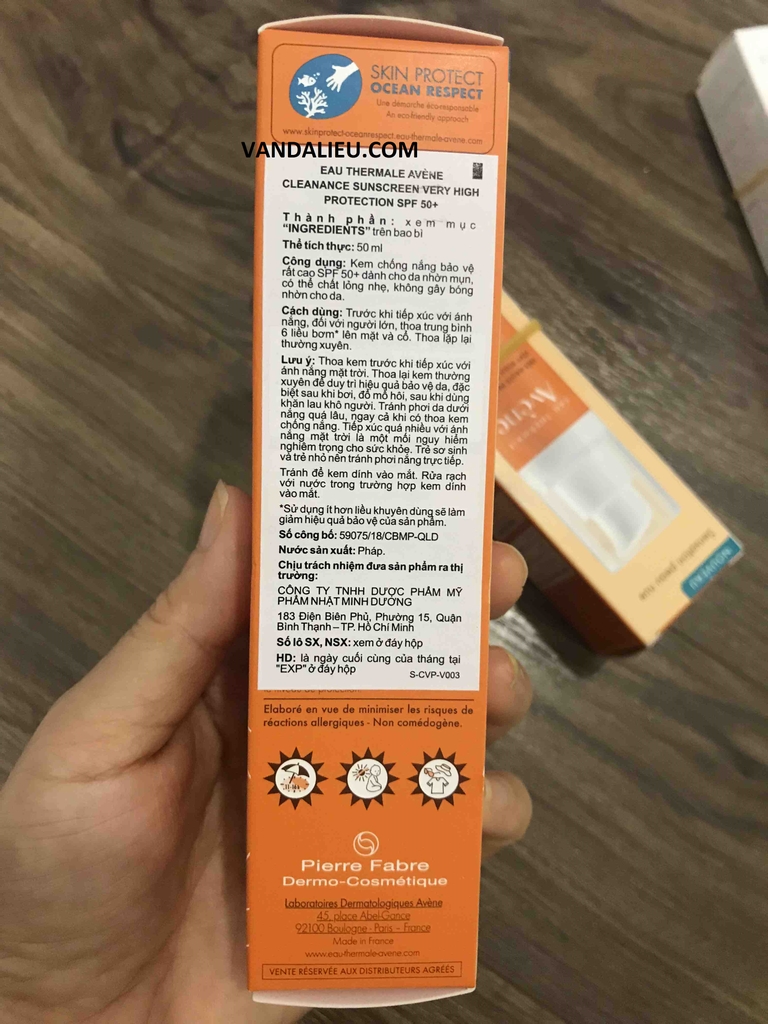 SKIN PROTECT
OCEAN RESPECT
Une démarche éco-responsable
An eco-friendly approach
www.skinprotect-oceanrespect.eau-thermale-avene.com
VANDALIEU.COM
EAU THERMALE AVÈNE
CLEANANCE SUNSCREEN VERY HIGH
PROTECTION SPF 50+
Thành phần: xem mục
“INGREDIENTS” trên bao bì
Thể tích thực: 50 ml
Công dụng: Kem chống nắng bảo vệ
rất cao SPF 50+ dành cho da nhờn mụn,
có thể chất lỏng nhẹ, không gây bóng
nhờn cho da.
Cách dùng: Trước khi tiếp xúc với ánh
nắng, đối với người lớn, thoa trung bình
6 liều bơm* lên mặt và cổ. Thoa lặp lại
thường xuyên.
Lưu ý: Thoa kem trước khi tiếp xúc với
ánh nắng mặt trời. Thoa lại kem thường
xuyên để duy trì hiệu quả bảo vệ da, đặc
biệt sau khi bơi, đổ mồ hôi, sau khi dùng
khăn lau khô người. Tránh phơi da dưới
nắng quá lâu, ngay cả khi có thoa kem
chống nắng. Tiếp xúc quá nhiều với ánh
nắng mặt trời là một mối nguy hiểm
nghiêm trọng cho sức khỏe. Trẻ sơ sinh
và trẻ nhỏ nên tránh phơi nắng trực tiếp.
Tránh để kem dính vào mắt. Rửa rạch
với nước trong trường hợp kem dính
vào mắt.
*Sử dụng ít hơn liều khuyên dùng sẽ làm
giảm hiệu quả bảo vệ của sản phẩm.
Số công bố: 59075/18/CBMP-QLD
Nước sản xuất: Pháp.
Chịu trách nhiệm đưa sản phẩm ra thị
trường:
CÔNG TY TNHH DƯỢC PHẨM MỸ
PHẨM NHẬT MINH DƯƠNG
183 Điện Biên Phủ, Phường 15, Quận
Bình Thạnh – TP. Hồ Chí Minh
Số lô SX, NSX: xem ở đáy hộp
HD: là ngày cuối cùng của tháng tại
"EXP" ở đáy hộp
S-CVP-V003
Elaboré en vue de minimiser les risques de
réactions allergiques - Non comédogène.
Pierre Fabre
Dermo-Cosmétique
Laboratoires Dermatologiques Avène
45, place Abel-Gance
92100 Boulogne - Paris - France
Made in France
www.eau-thermale-avene.com
VENTE RÉSERVÉE AUX DISTRIBUTEURS AGRÉÉS
Avène
NOUVEAU